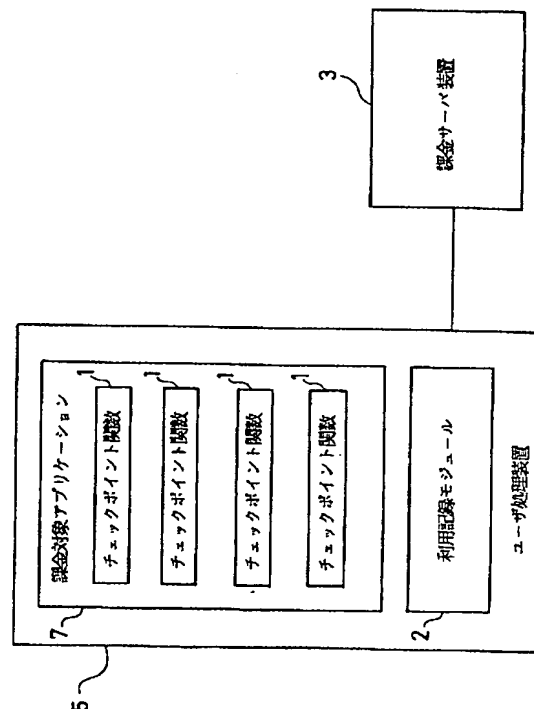 課金対象アプリケーション
チェックポイント関数
1
チェックポイント関数
1
チェックポイント関数
1
チェックポイント関数
1
7
利用記録モジュール
2
ユーザ処理装置
5
課金サーバ装置
3